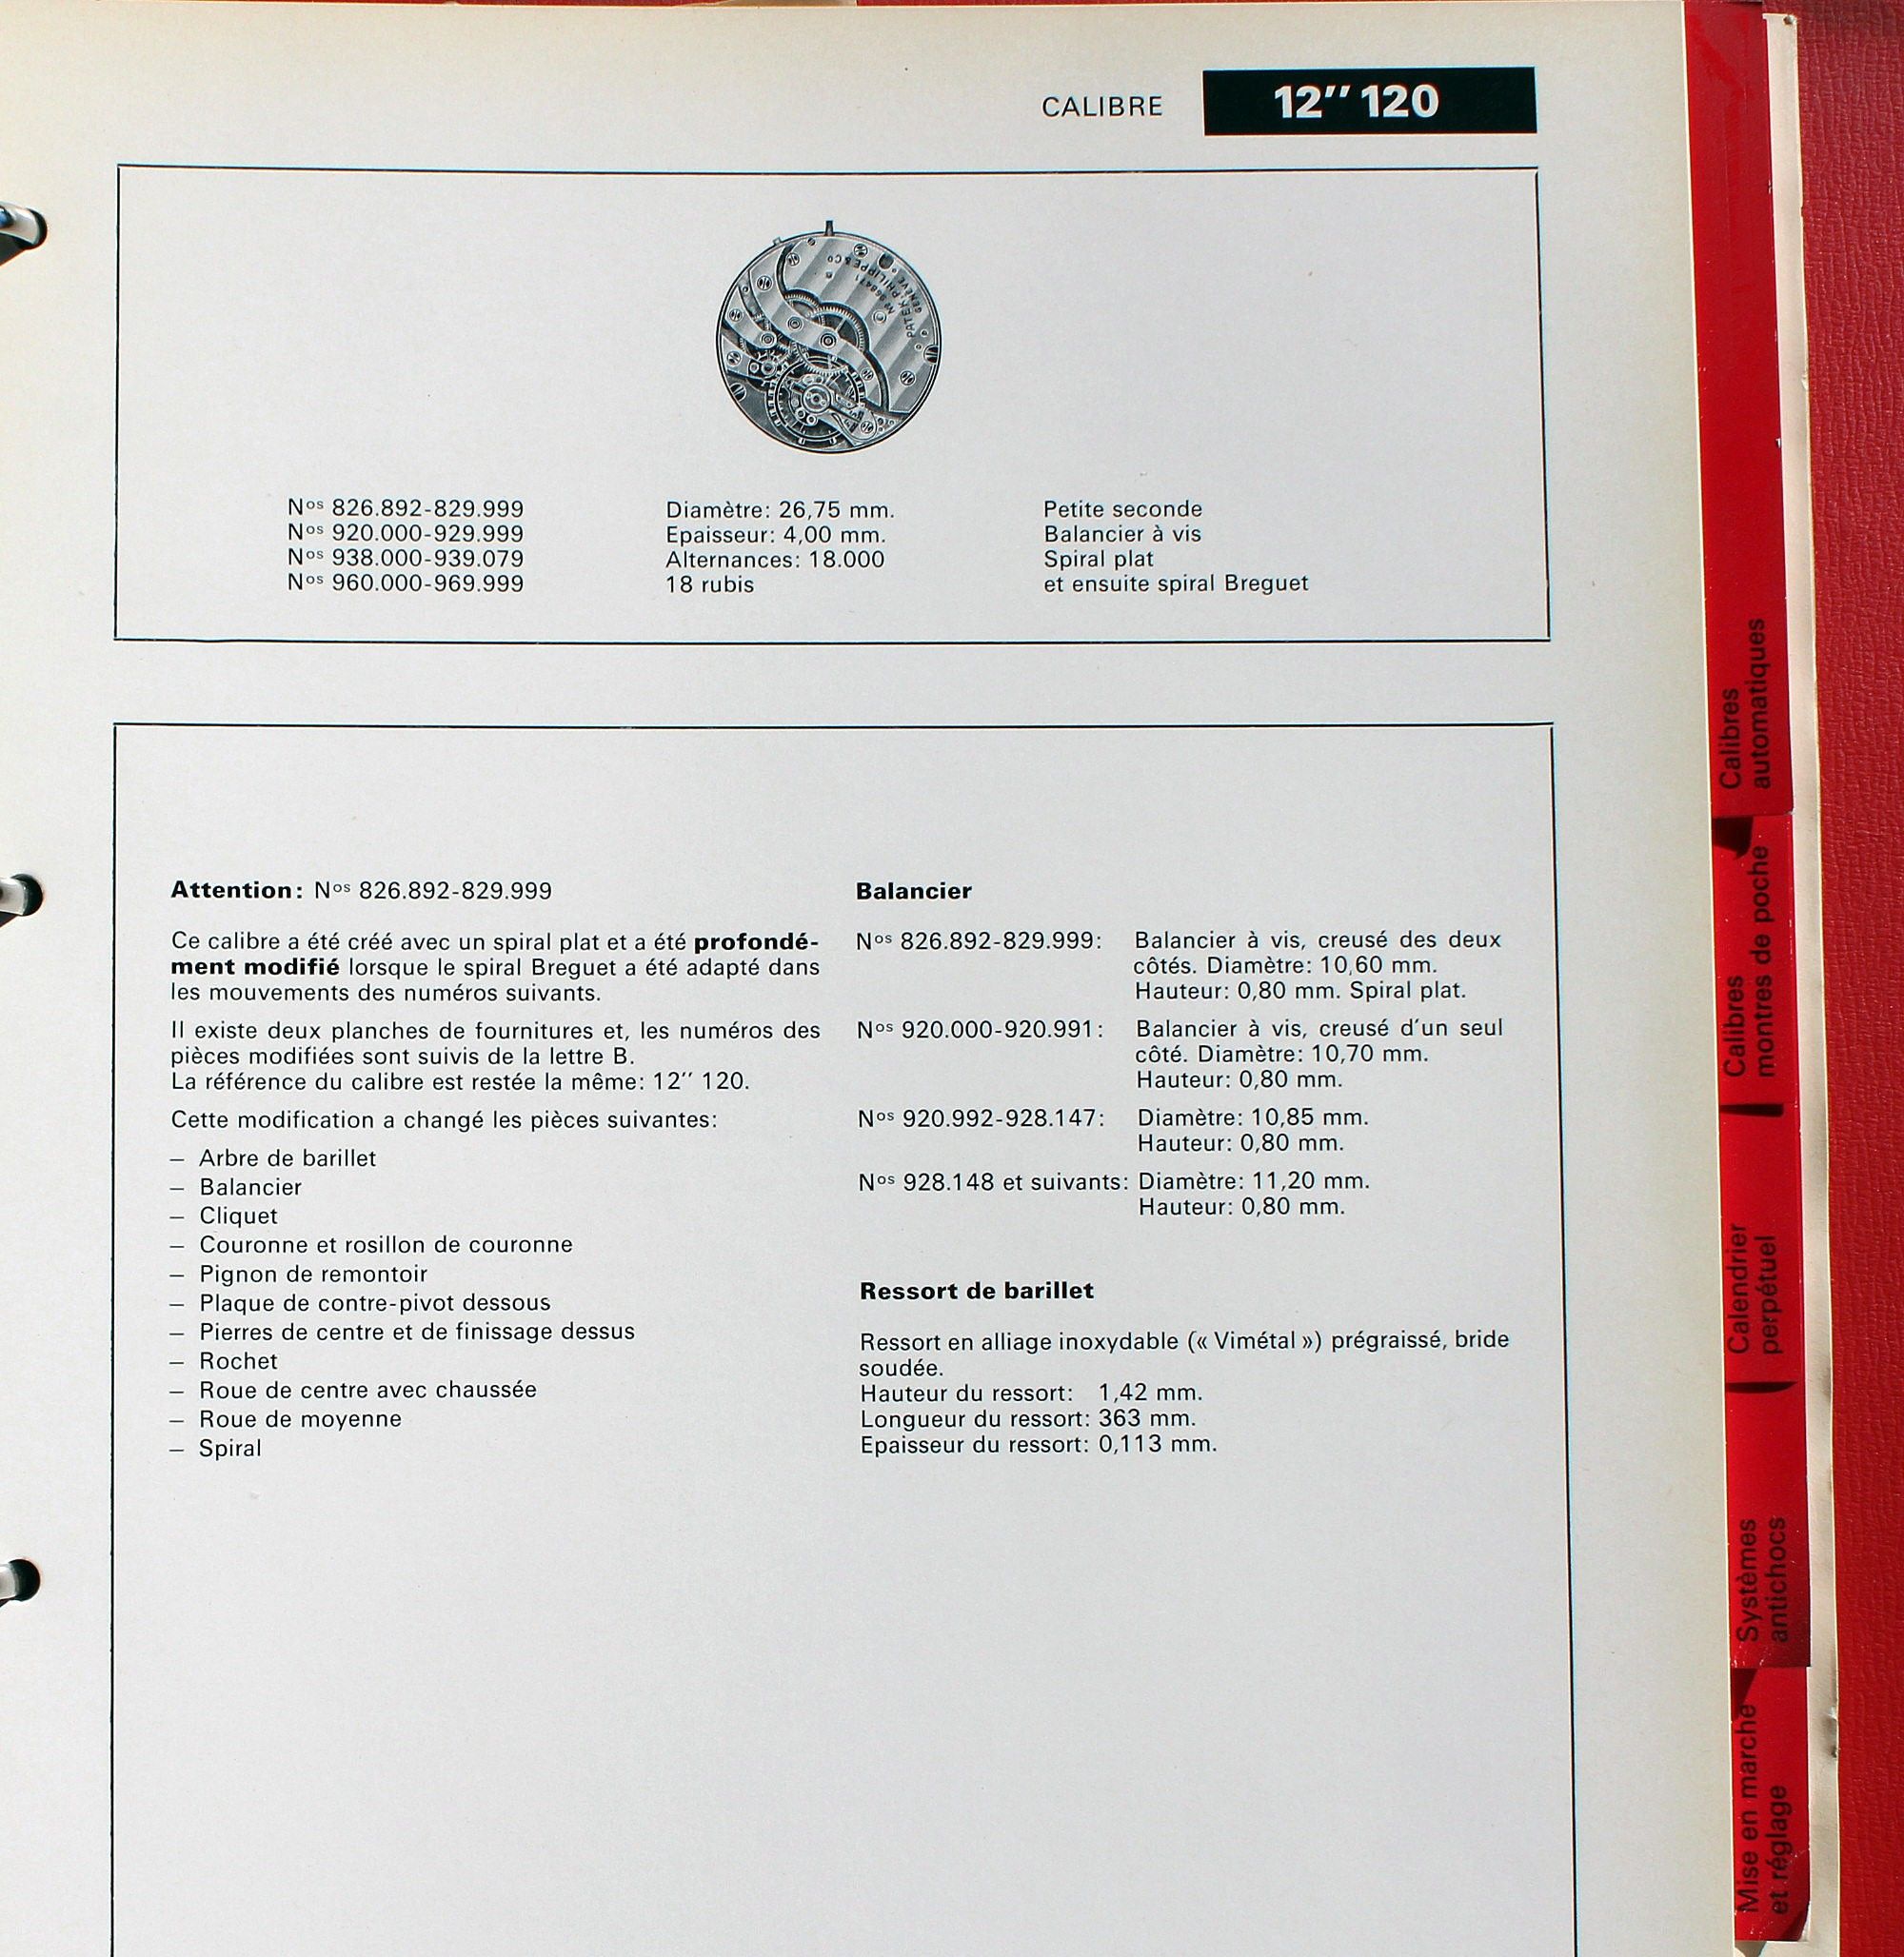 CALIBRE 12′′ 120
PATEK PHILIPPE & Co
GENÈVE
Nos 826.892-829.999
Nos 920.000-929.999
Nos 938.000-939.079
Nos 960.000-969.999
Diamètre: 26,75 mm.
Epaisseur: 4,00 mm.
Alternances: 18.000
18 rubis
Petite seconde
Balancier à vis
Spiral plat
et ensuite spiral Breguet
Attention: Nos 826.892-829.999
Ce calibre a été créé avec un spiral plat et a été profondé-
ment modifié lorsque le spiral Breguet a été adapté dans
les mouvements des numéros suivants.
Il existe deux planches de fournitures et, les numéros des
pièces modifiées sont suivis de la lettre B.
La référence du calibre est restée la même: 12′′ 120.
Cette modification a changé les pièces suivantes:
– Arbre de barillet
– Balancier
– Cliquet
– Couronne et rosillon de couronne
– Pignon de remontoir
– Plaque de contre-pivot dessous
– Pierres de centre et de finissage dessus
– Rochet
– Roue de centre avec chaussée
– Roue de moyenne
– Spiral
Balancier
Nos 826.892-829.999: Balancier à vis, creusé des deux
côtés. Diamètre: 10,60 mm.
Hauteur: 0,80 mm. Spiral plat.
Nos 920.000-920.991: Balancier à vis, creusé d'un seul
côté. Diamètre: 10,70 mm.
Hauteur: 0,80 mm.
Nos 920.992-928.147: Diamètre: 10,85 mm.
Hauteur: 0,80 mm.
Nos 928.148 et suivants: Diamètre: 11,20 mm.
Hauteur: 0,80 mm.
Ressort de barillet
Ressort en alliage inoxydable (« Vimétal ») prégraissé, bride
soudée.
Hauteur du ressort: 1,42 mm.
Longueur du ressort: 363 mm.
Epaisseur du ressort: 0,113 mm.
Calibres
automatiques
Calibres
montres de poche
Calendrier
perpétuel
Systèmes
antichocs
Mise en marche
et réglage